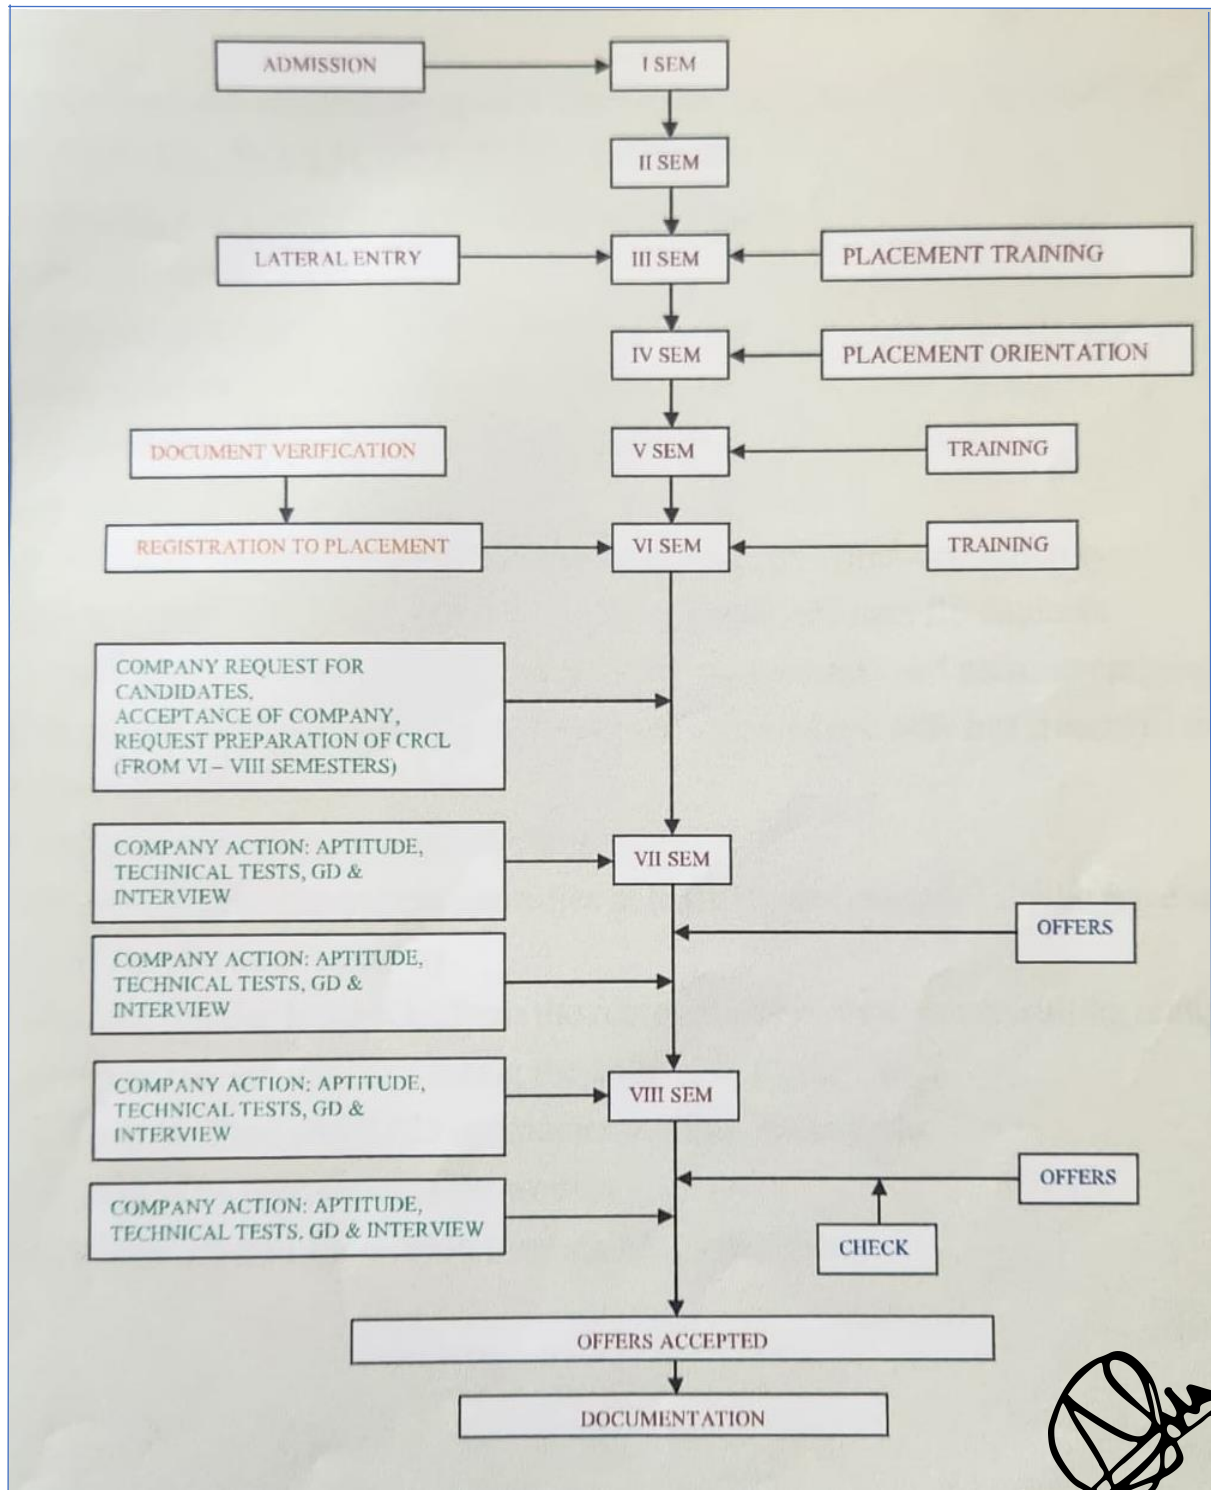 ADMISSION
I SEM
II SEM
LATERAL ENTRY
III SEM
PLACEMENT TRAINING
IV SEM
PLACEMENT ORIENTATION
DOCUMENT VERIFICATION
V SEM
TRAINING
REGISTRATION TO PLACEMENT
VI SEM
TRAINING
COMPANY REQUEST FOR
CANDIDATES,
ACCEPTANCE OF COMPANY,
REQUEST PREPARATION OF CRCL
(FROM VI – VIII SEMESTERS)
COMPANY ACTION: APTITUDE,
TECHNICAL TESTS, GD &
INTERVIEW
VII SEM
OFFERS
COMPANY ACTION: APTITUDE,
TECHNICAL TESTS, GD &
INTERVIEW
COMPANY ACTION: APTITUDE,
TECHNICAL TESTS, GD &
INTERVIEW
VIII SEM
OFFERS
COMPANY ACTION: APTITUDE,
TECHNICAL TESTS. GD & INTERVIEW
CHECK
OFFERS ACCEPTED
DOCUMENTATION